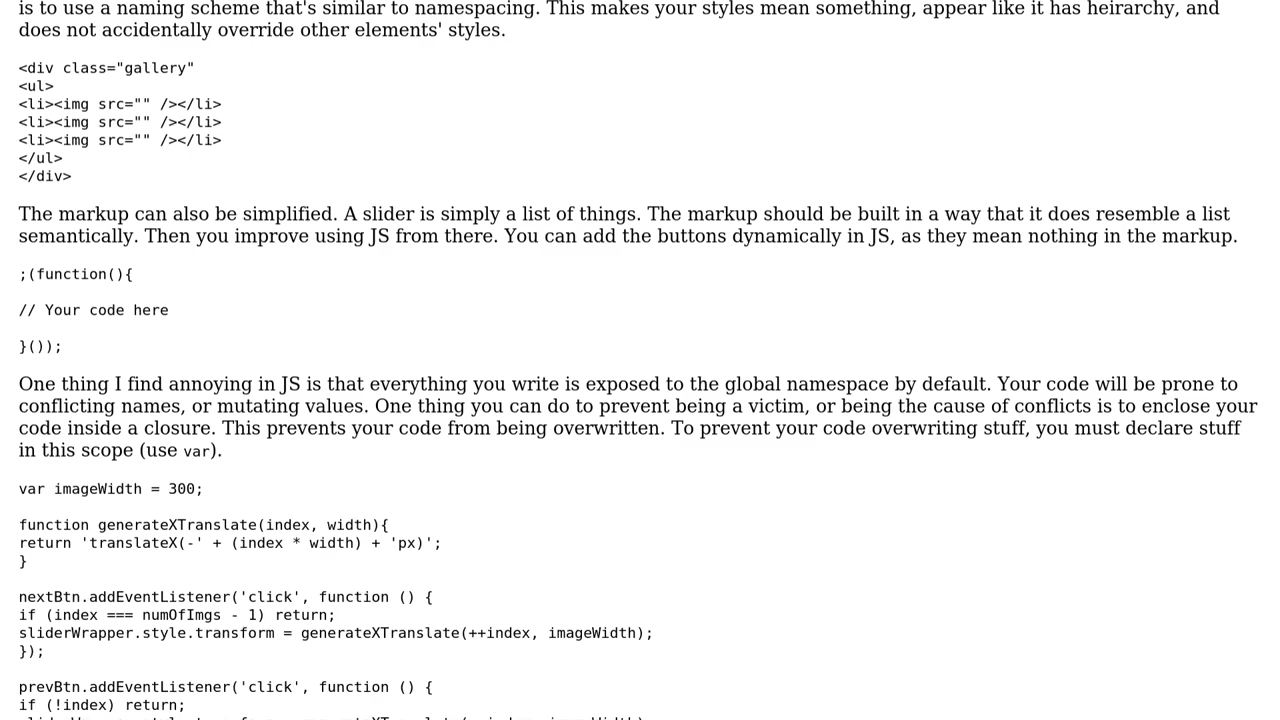 is to use a naming scheme that's similar to namespacing. This makes your styles mean something, appear like it has heirarchy, and
does not accidentally override other elements' styles.
<div class="gallery"
<ul>
<li><img src="" /></li>
<li><img src="" /></li>
<li><img src="" /></li>
</ul>
</div>
The markup can also be simplified. A slider is simply a list of things. The markup should be built in a way that it does resemble a list
semantically. Then you improve using JS from there. You can add the buttons dynamically in JS, as they mean nothing in the markup.
;(function(){
// Your code here
}());
One thing I find annoying in JS is that everything you write is exposed to the global namespace by default. Your code will be prone to
conflicting names, or mutating values. One thing you can do to prevent being a victim, or being the cause of conflicts is to enclose your
code inside a closure. This prevents your code from being overwritten. To prevent your code overwriting stuff, you must declare stuff
in this scope (use var).
var imageWidth = 300;
function generateXTranslate(index, width){
return 'translateX(-' + (index * width) + 'px)';
}
nextBtn.addEventListener('click', function () {
if (index === numOfImgs - 1) return;
sliderWrapper.style.transform = generateXTranslate(++index, imageWidth);
});
prevBtn.addEventListener('click', function () {
if (!index) return;